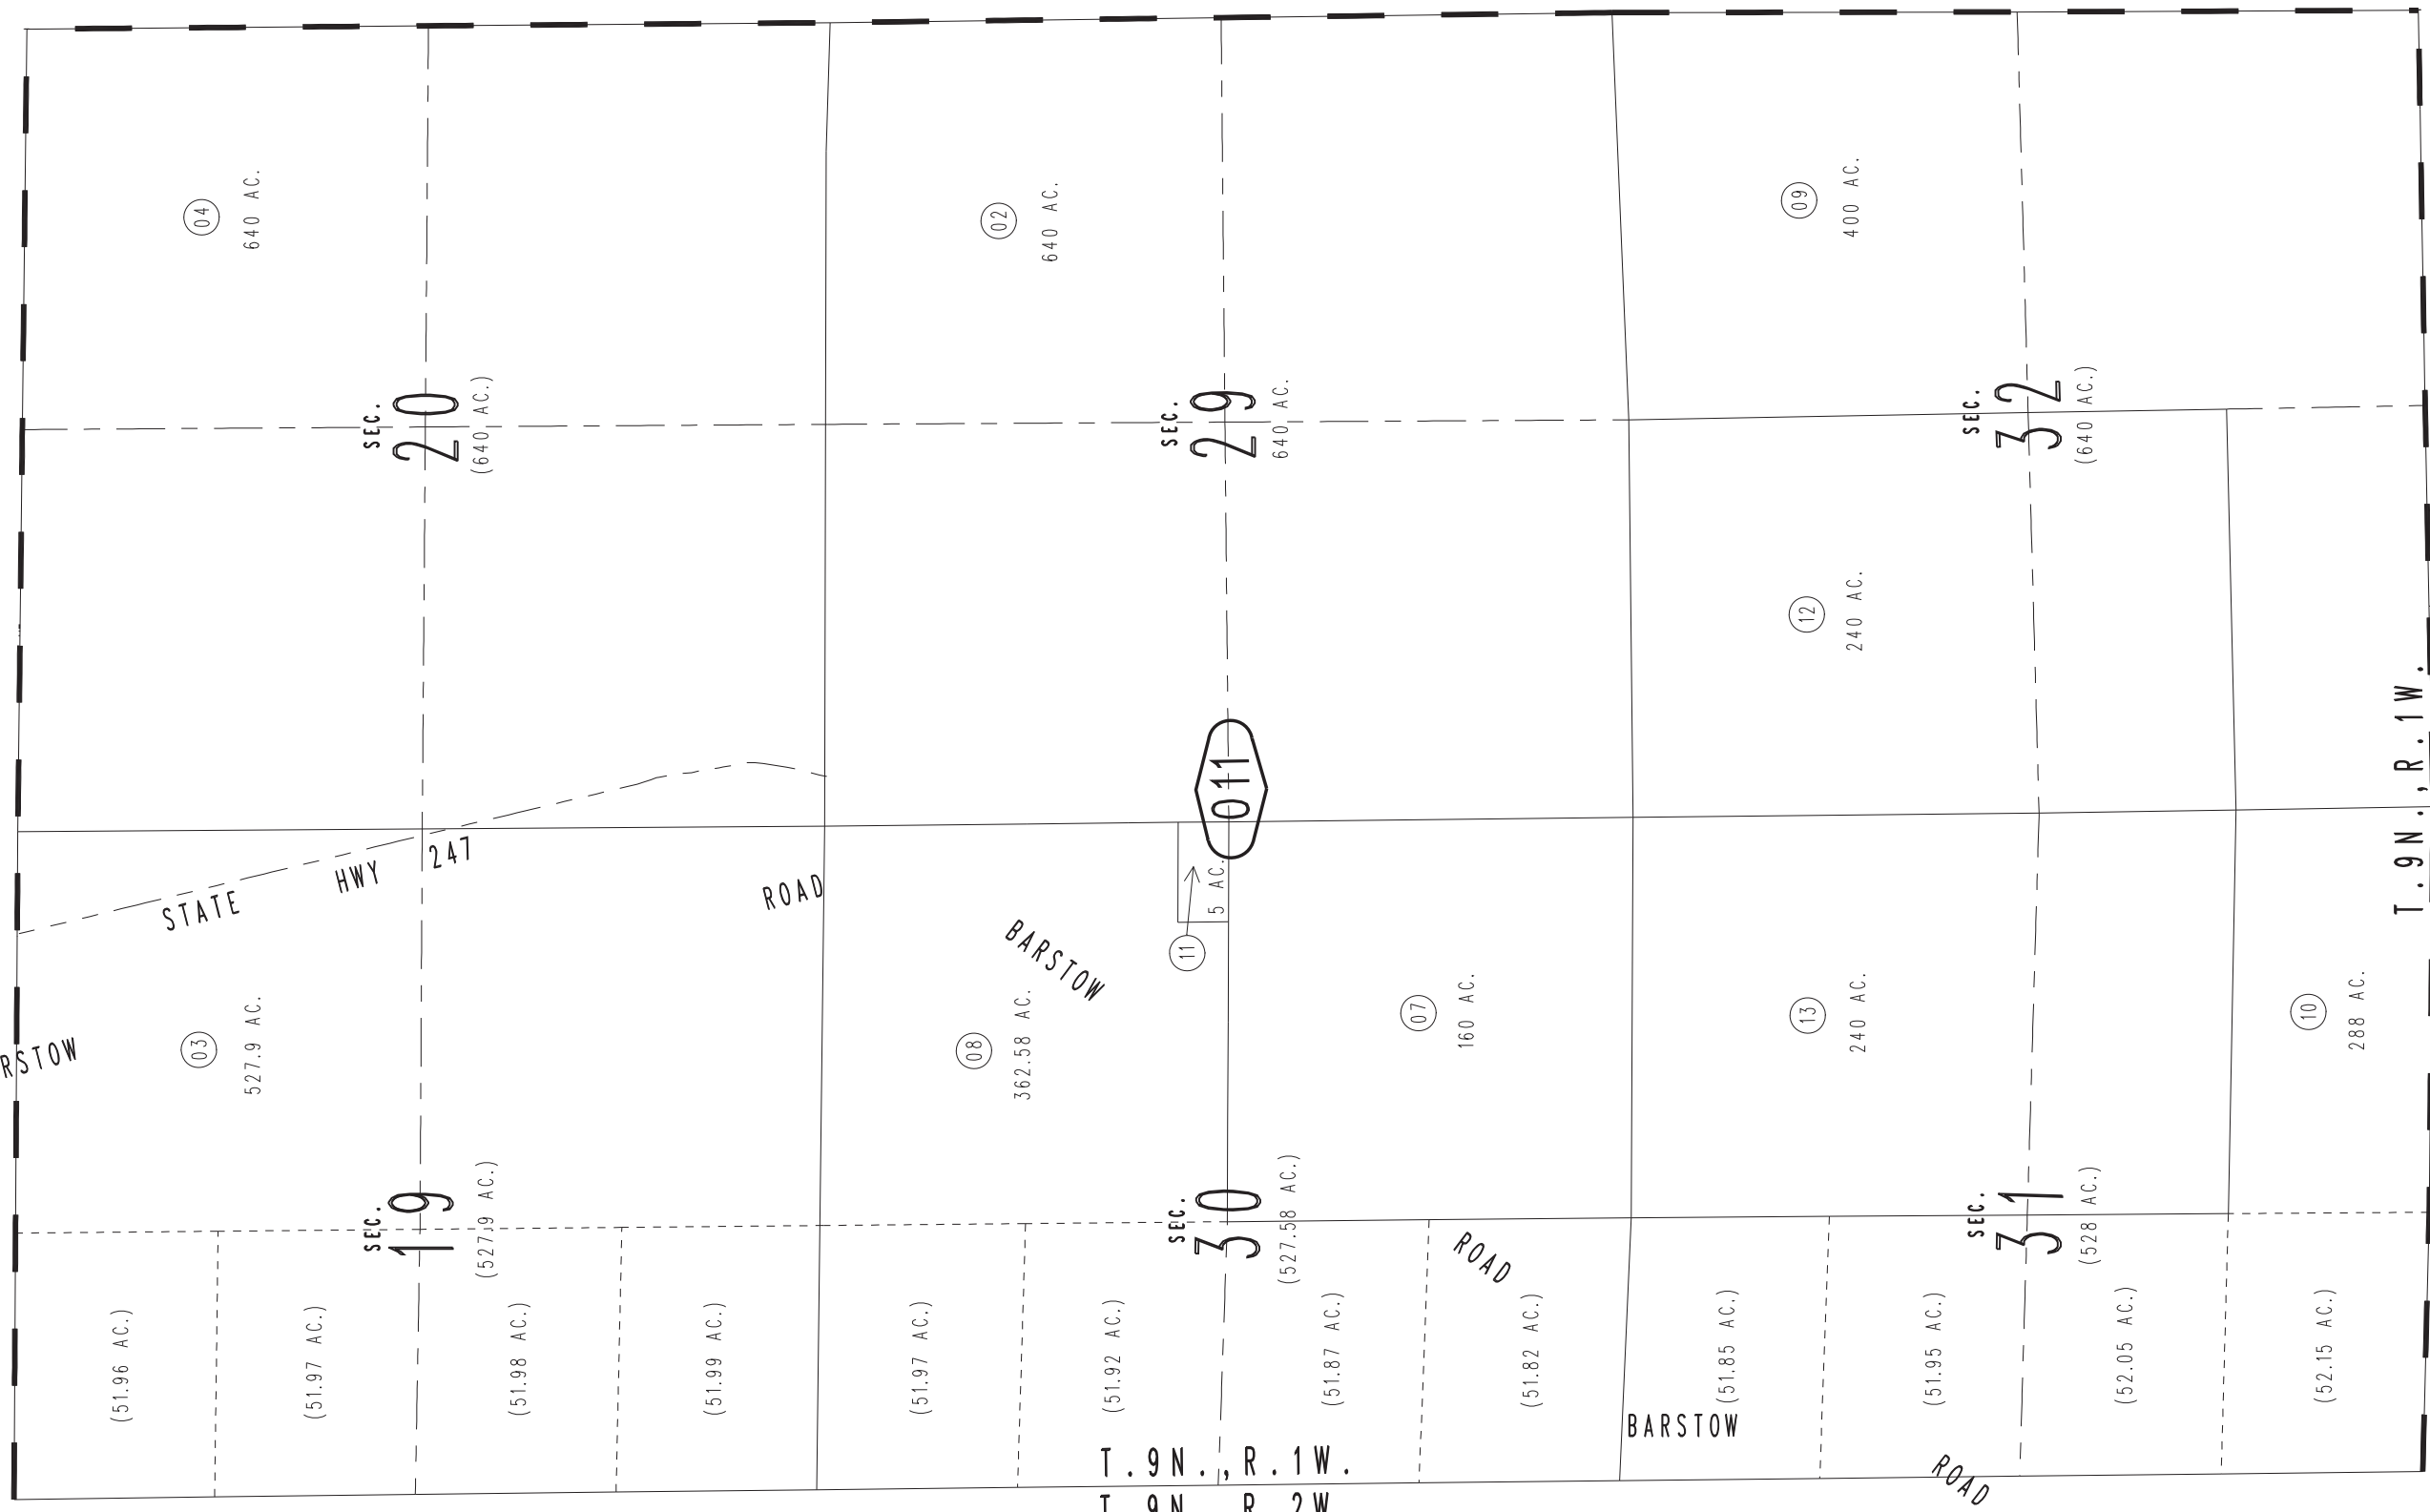 04
640 AC.
02
640 AC.
09
400 AC.
SEC.
20
(640 AC.)
SEC.
29
640 AC.
SEC.
32
(640 AC.)
12
240 AC.
T.9N.,R.1W.
011
STATE HWY 247
ROAD
BARSTOW
5 AC.
11
RSTOW
03
527.9 AC.
08
362.58 AC.
07
160 AC.
13
240 AC.
10
288 AC.
SEC.
19
(527.9 AC.)
SEC.
30
(527.58 AC.)
ROAD
SEC.
31
(528 AC.)
(51.96 AC.)
(51.97 AC.)
(51.98 AC.)
(51.99 AC.)
(51.97 AC.)
(51.92 AC.)
(51.87 AC.)
(51.82 AC.)
(51.85 AC.)
(51.95 AC.)
(52.05 AC.)
(52.15 AC.)
BARSTOW
ROAD
T.9N.,R.1W.
T.9N. R.2W